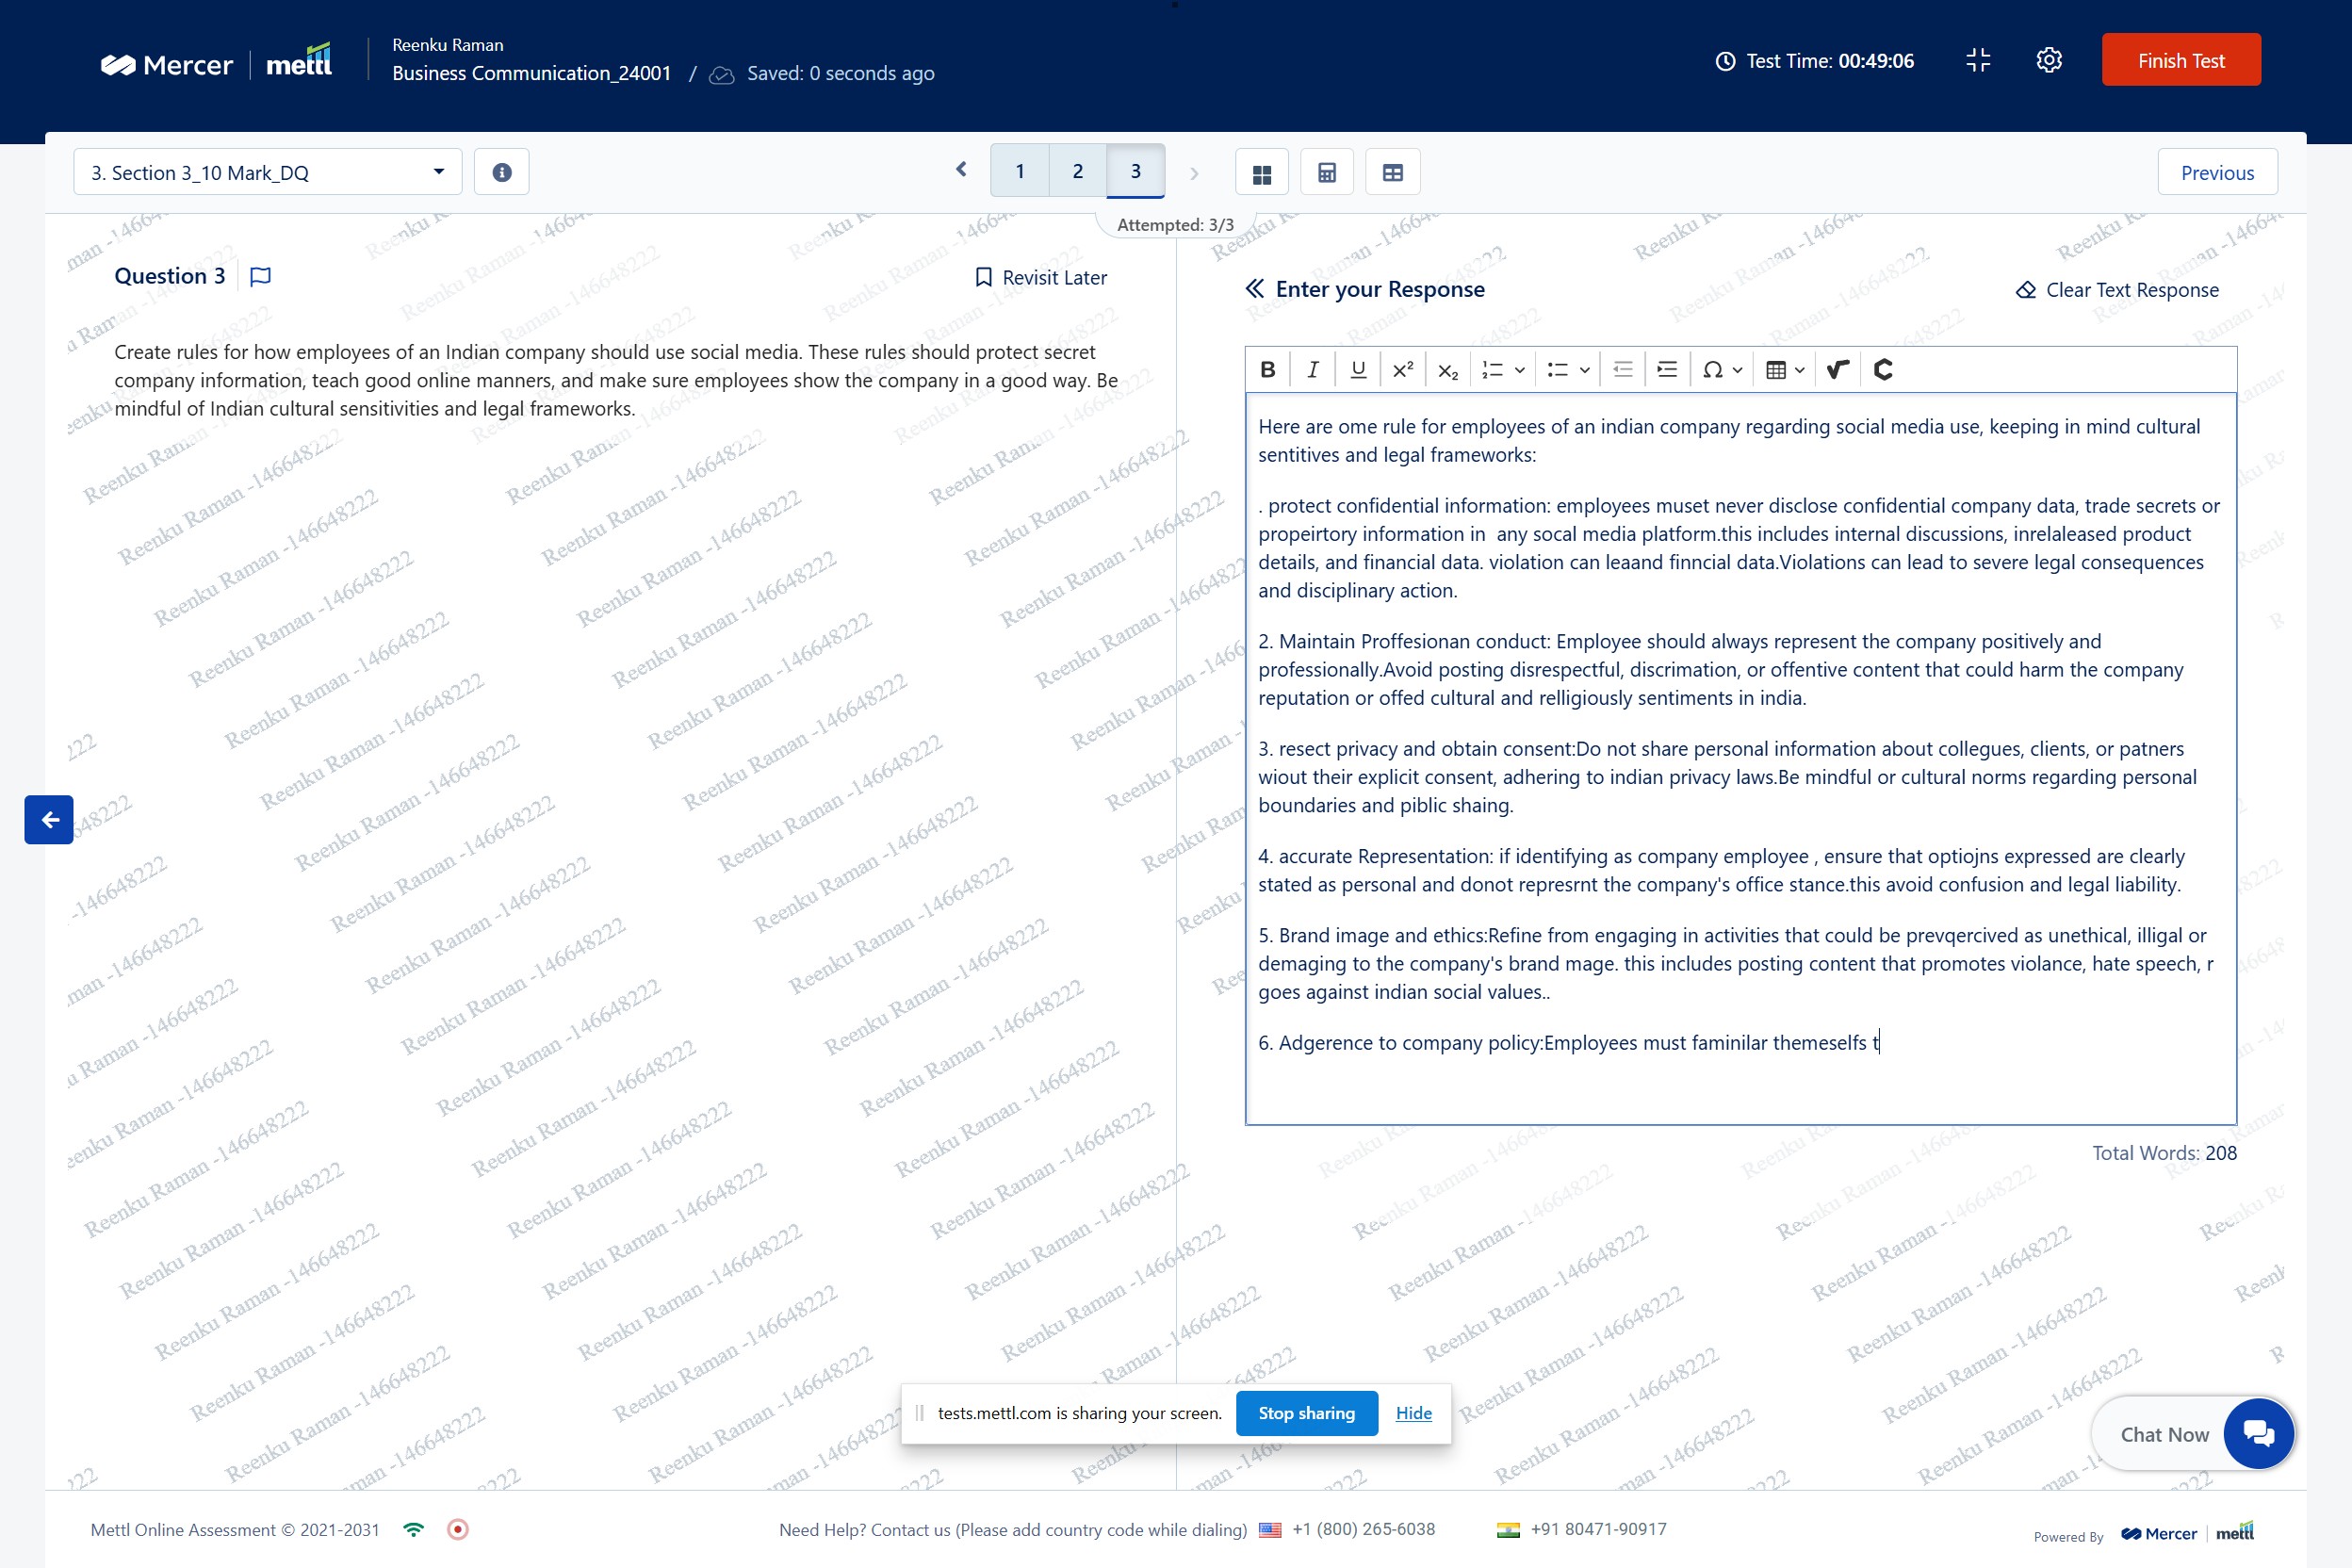 Mercer | mettl
Reenku Raman
Business Communication_24001 / Saved: 0 seconds ago
Test Time: 00:49:06
Finish Test
3. Section 3_10 Mark_DQ
1 2 3
Previous
Attempted: 3/3
Question 3
Revisit Later
Create rules for how employees of an Indian company should use social media. These rules should protect secret
company information, teach good online manners, and make sure employees show the company in a good way. Be
mindful of Indian cultural sensitivities and legal frameworks.
Enter your Response
Clear Text Response
Here are ome rule for employees of an indian company regarding social media use, keeping in mind cultural
sentitives and legal frameworks:
. protect confidential information: employees muset never disclose confidential company data, trade secrets or
propeirtory information in  any socal media platform.this includes internal discussions, inrelaleased product
details, and financial data. violation can leaand finncial data.Violations can lead to severe legal consequences
and disciplinary action.
2. Maintain Proffesionan conduct: Employee should always represent the company positively and
professionally.Avoid posting disrespectful, discrimation, or offentive content that could harm the company
reputation or offed cultural and relligiously sentiments in india.
3. resect privacy and obtain consent:Do not share personal information about collegues, clients, or patners
wiout their explicit consent, adhering to indian privacy laws.Be mindful or cultural norms regarding personal
boundaries and piblic shaing.
4. accurate Representation: if identifying as company employee , ensure that optiojns expressed are clearly
stated as personal and donot represrnt the company's office stance.this avoid confusion and legal liability.
5. Brand image and ethics:Refine from engaging in activities that could be prevqercived as unethical, illigal or
demaging to the company's brand mage. this includes posting content that promotes violance, hate speech, r
goes against indian social values..
6. Adgerence to company policy:Employees must faminilar themeselfs t
Total Words: 208
Reenku Raman -146648222
tests.mettl.com is sharing your screen. Stop sharing Hide
Chat Now
Mettl Online Assessment © 2021-2031
Need Help? Contact us (Please add country code while dialing) +1 (800) 265-6038 +91 80471-90917
Powered By Mercer | mettl